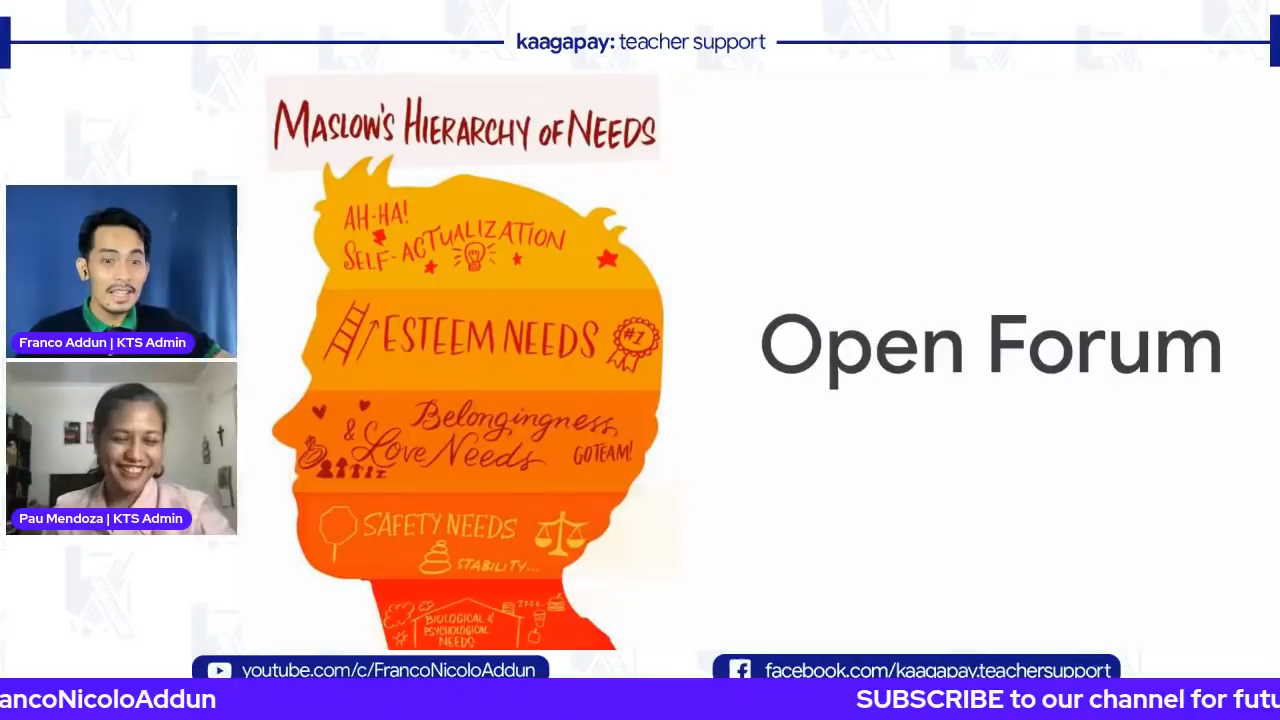 kaagapay: teacher support
MASLOW'S HIERARCHY OF NEEDS
AH-HA!
SELF-ACTUALIZATION
ESTEEM NEEDS
#1
Belongingness
& Love Needs
GO TEAM!
SAFETY NEEDS
STABILITY...
BIOLOGICAL &
PSYCHOLOGICAL
NEEDS
Open Forum
Franco Addun | KTS Admin
Pau Mendoza | KTS Admin
youtube.com/c/FrancoNicoloAddun
facebook.com/kaagapay.teachersupport
ancoNicoloAddun
SUBSCRIBE to our channel for futu